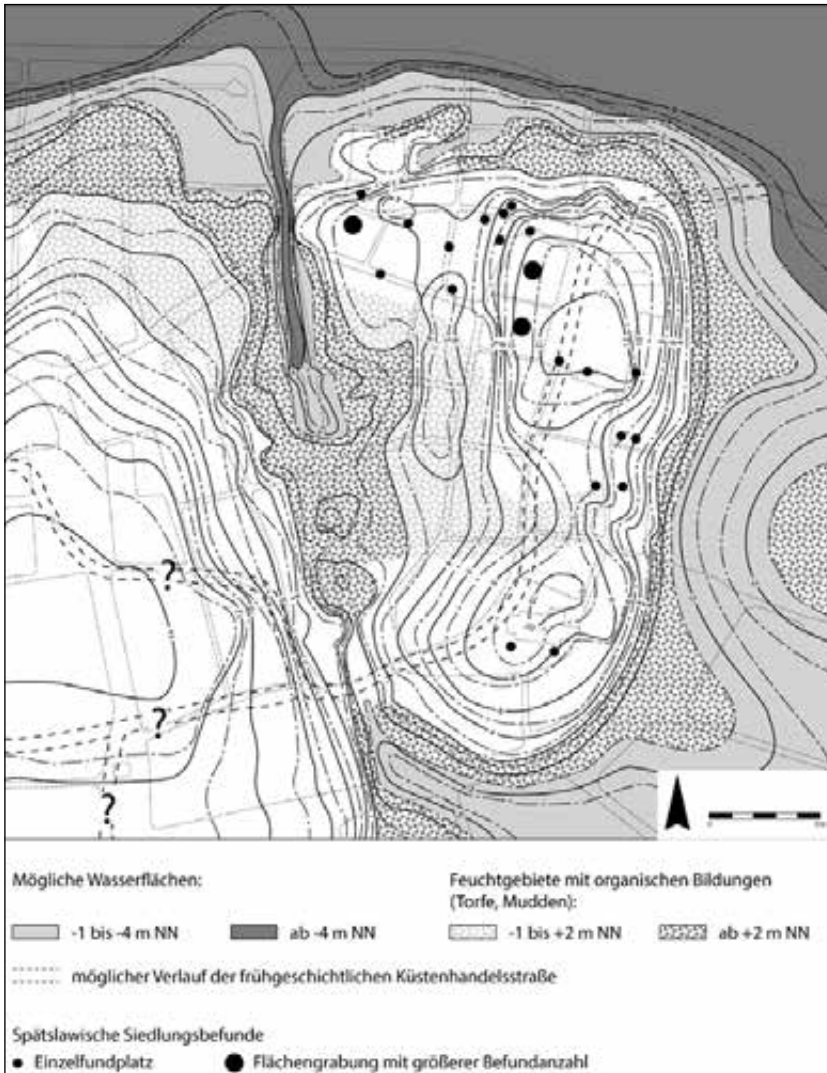 ?
?
?
Mögliche Wasserflächen:
-1 bis -4 m NN
ab -4 m NN
Feuchtgebiete mit organischen Bildungen
(Torfe, Mudden):
-1 bis +2 m NN
ab +2 m NN
möglicher Verlauf der frühgeschichtlichen Küstenhandelsstraße
Spätslawische Siedlungsbefunde
Einzelfundplatz
Flächengrabung mit größerer Befundanzahl